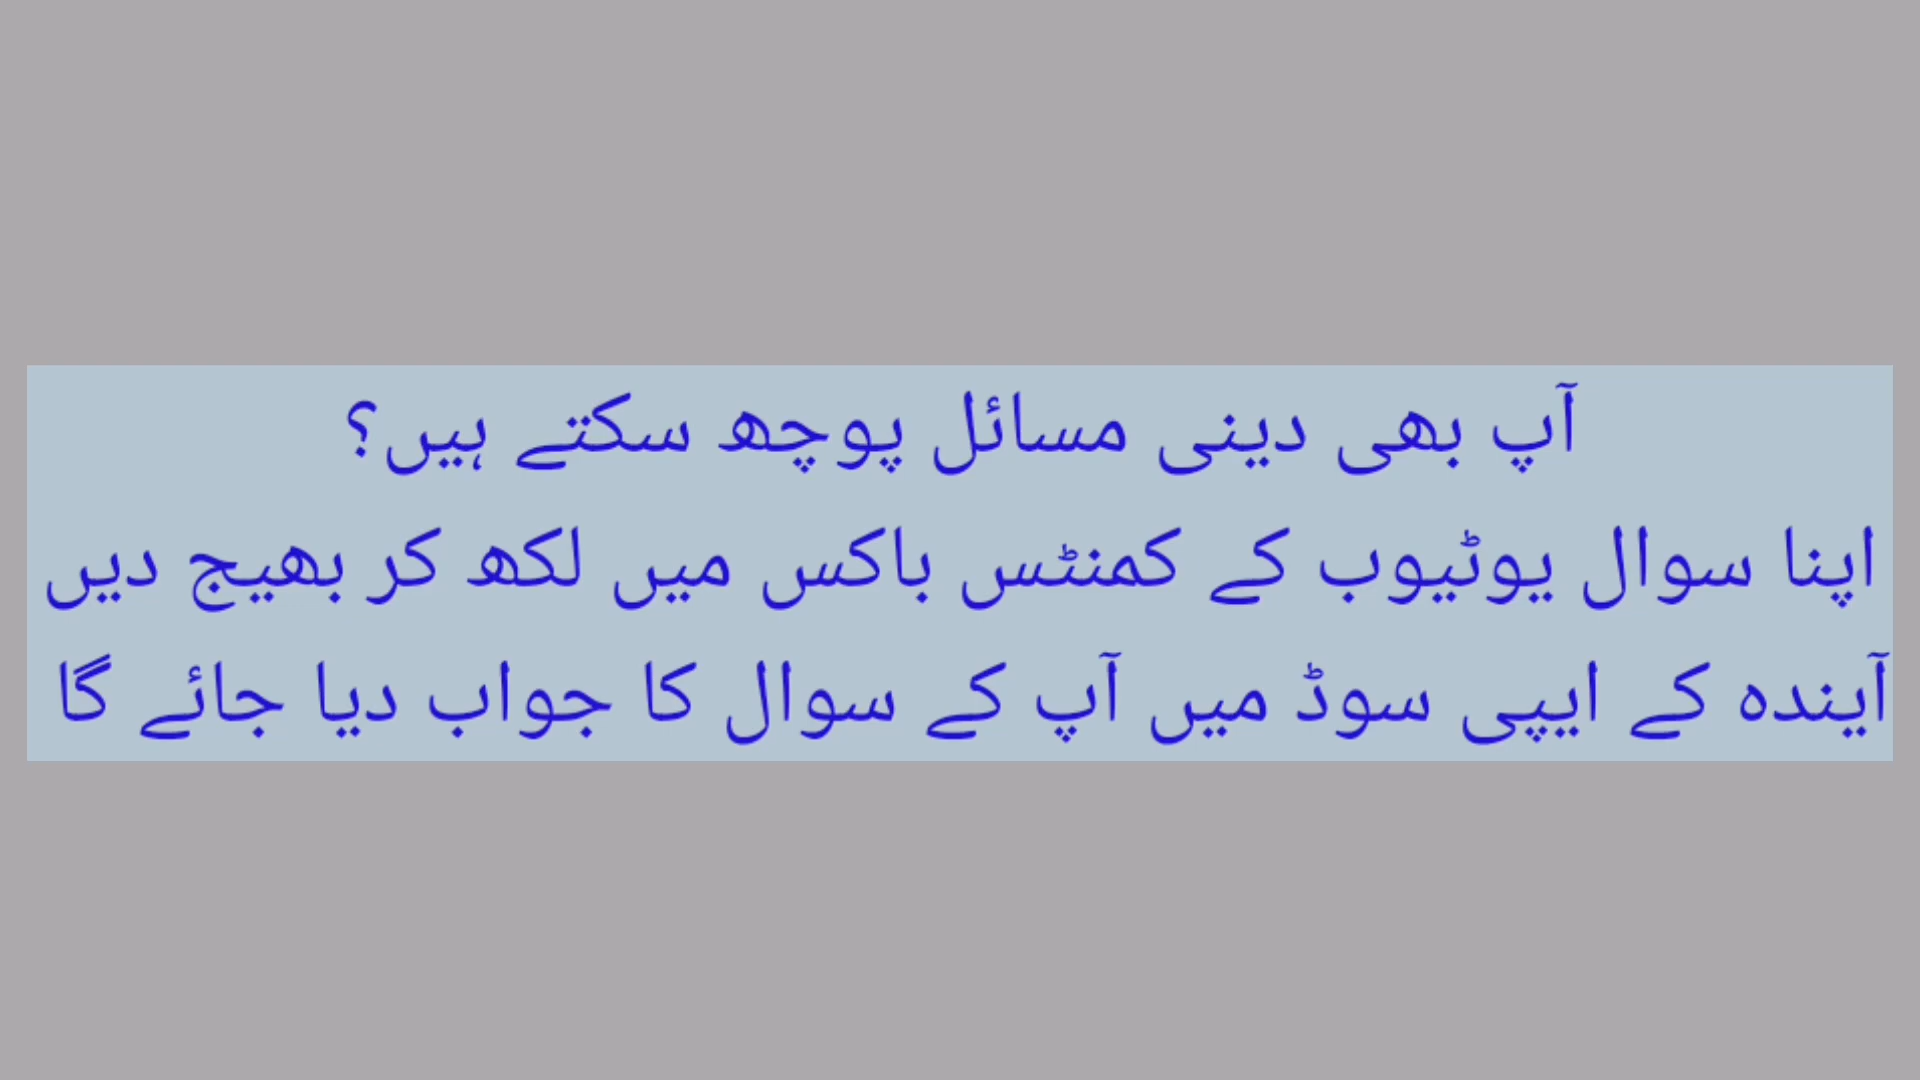 آپ بھی دینی مسائل پوچھ سکتے ہیں؟
اپنا سوال یوٹیوب کے کمنٹس باکس میں لکھ کر بھیج دیں
آیندہ کے ایپی سوڈ میں آپ کے سوال کا جواب دیا جائے گا